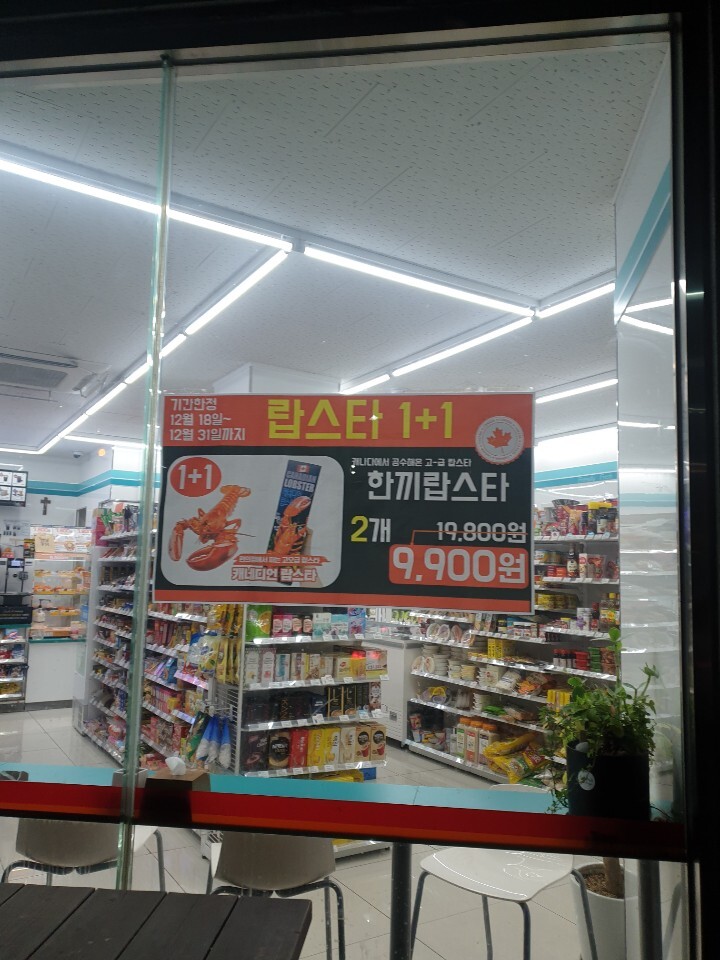 기간한정
12월 18일~
12월 31일까지
랍스타 1+1
캐나다에서 공수해온 고-급 랍스타
한끼랍스타
1+1
CANADIAN
LOBSTER
2개
19.800원
9.900원
캐네디언 랍스타